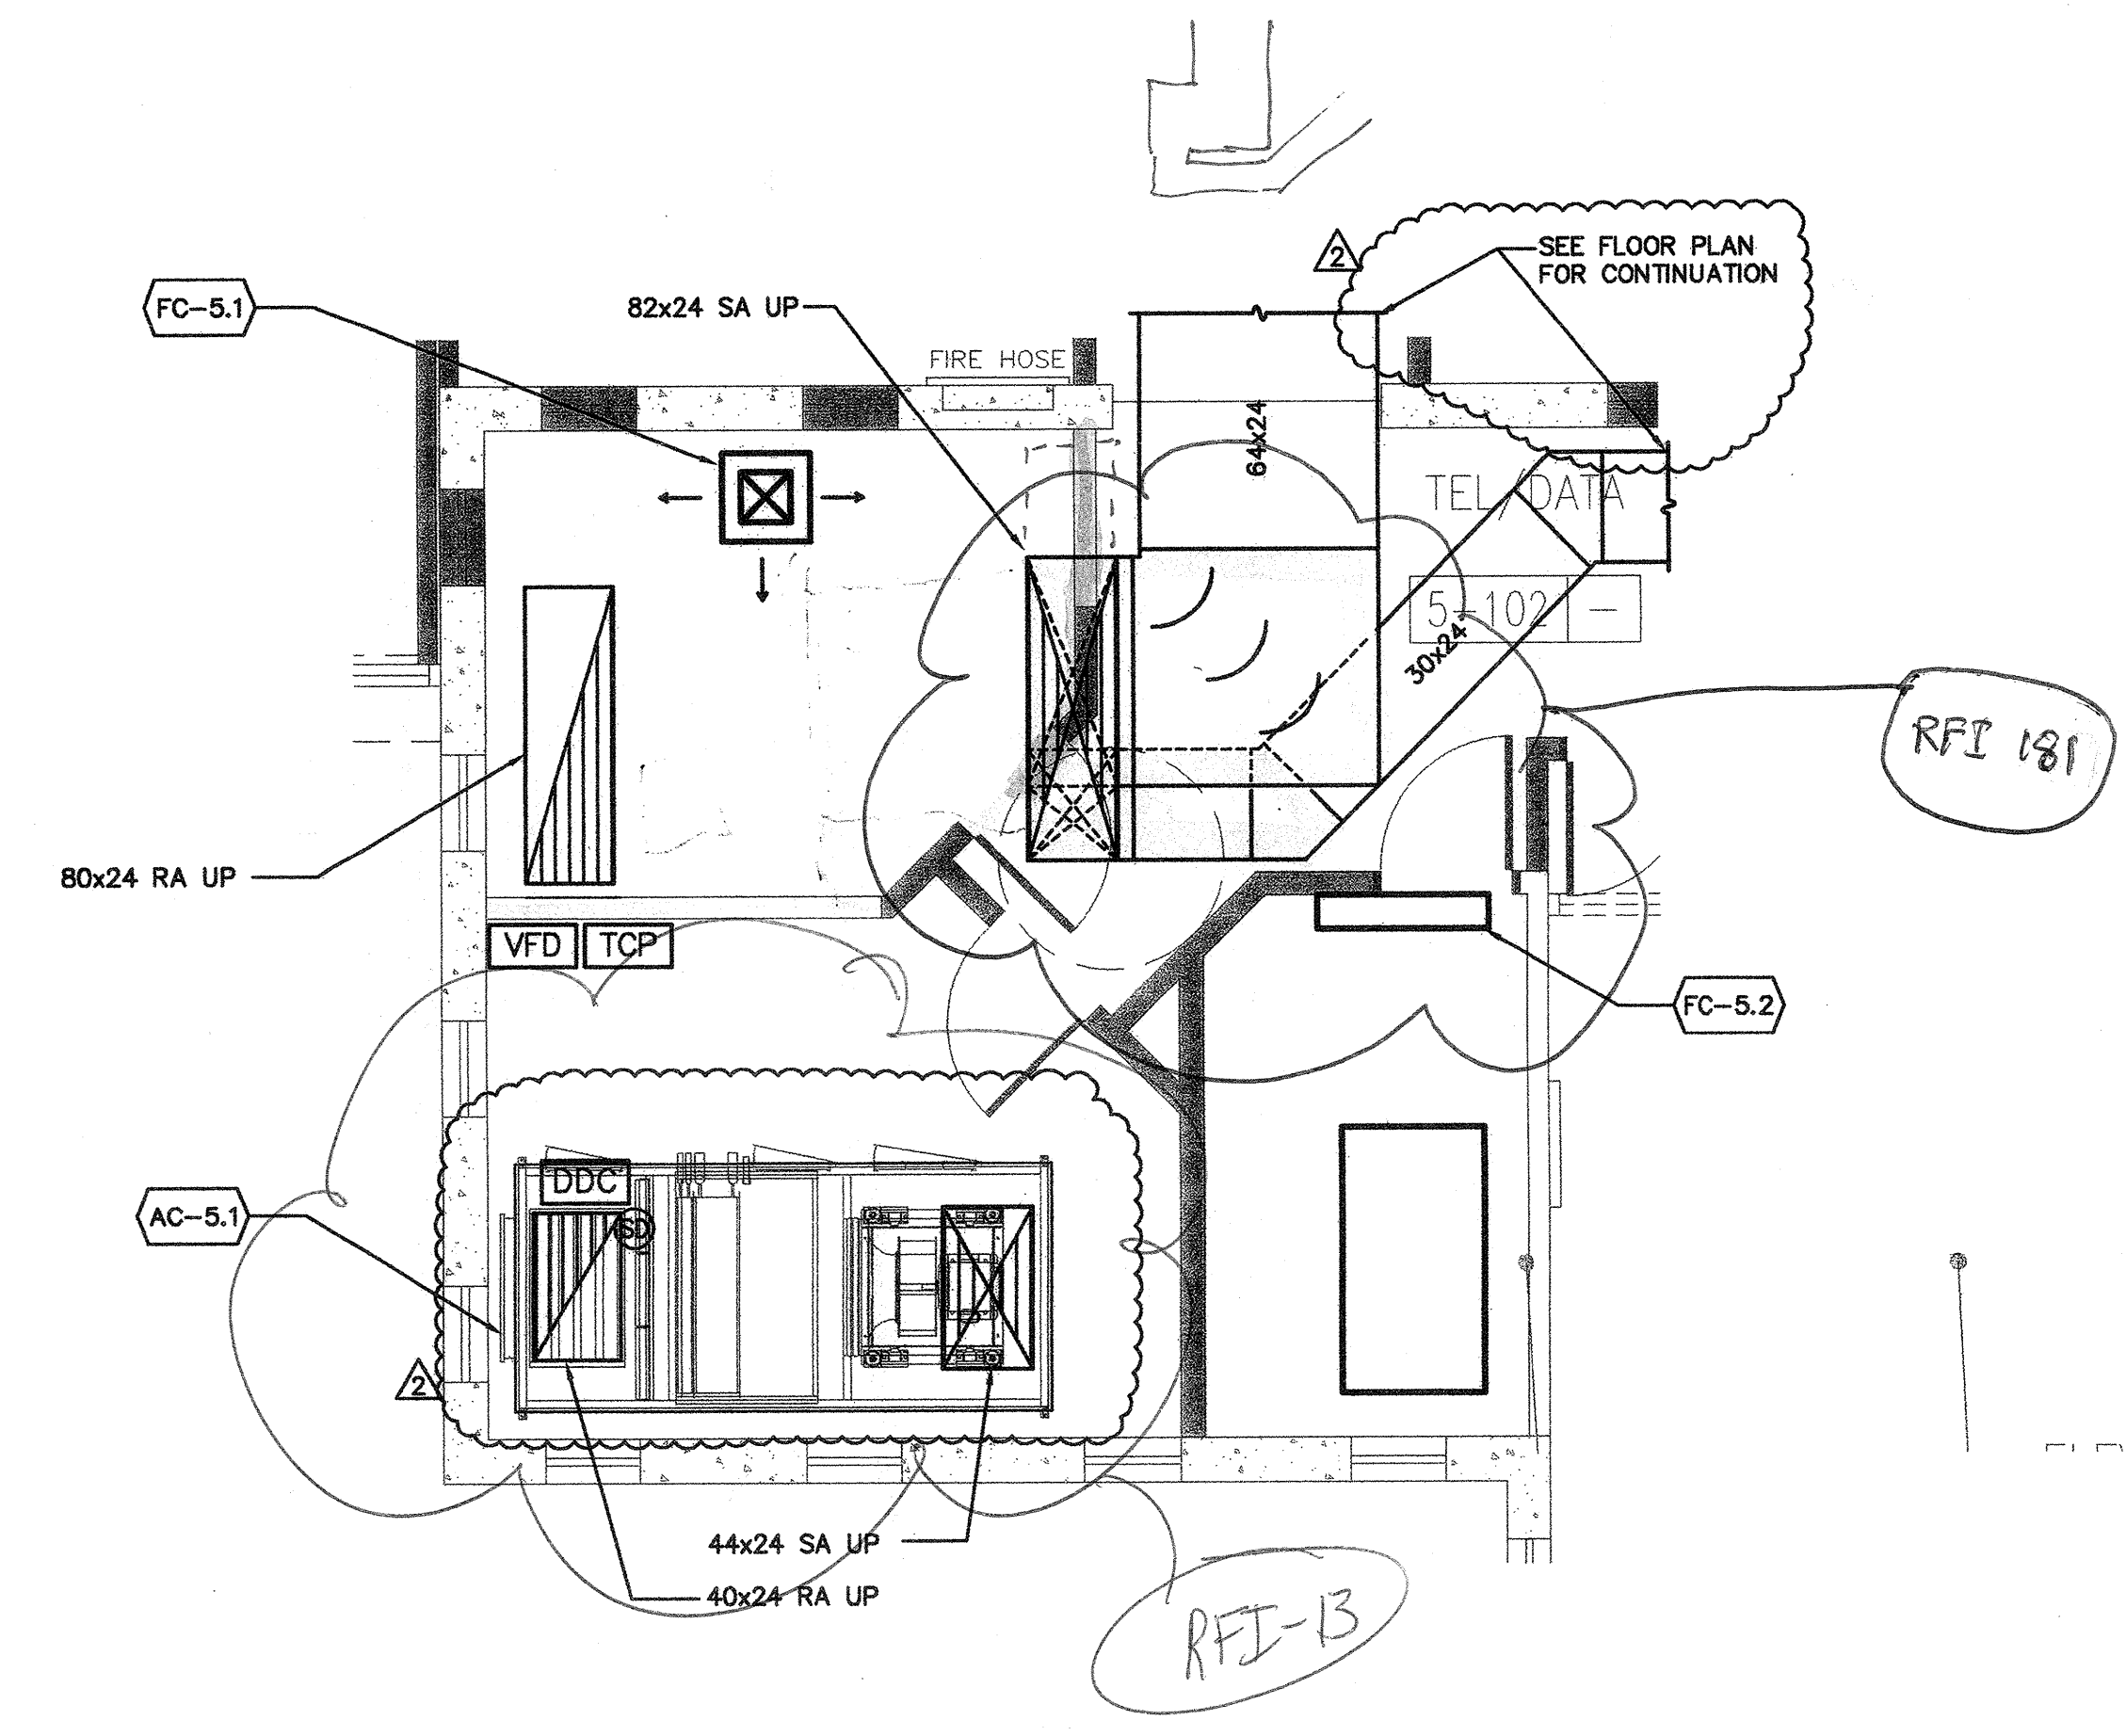 2
SEE FLOOR PLAN
FOR CONTINUATION
FC-5.1
82x24 SA UP
FIRE HOSE
64x24
TEL/DATA
5-102 -
30x24
RFI 181
80x24 RA UP
VFD TCP
FC-5.2
DDC
AC-5.1
SD
2
44x24 SA UP
40x24 RA UP
RFI-13